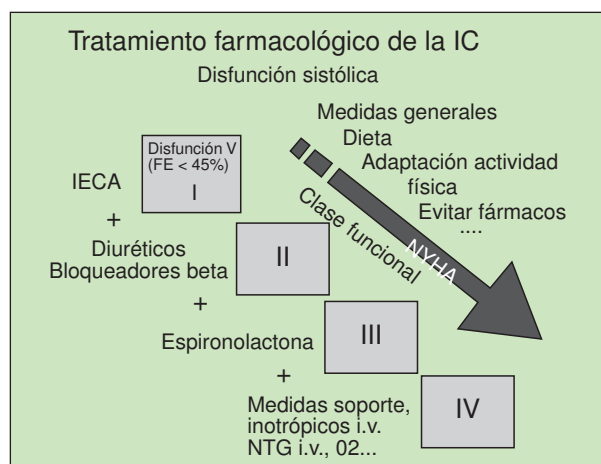 Tratamiento farmacológico de la IC
Disfunción sistólica
Medidas generales
Dieta
Adaptación actividad
física
Evitar fármacos
....
Clase funcional
NYHA
Disfunción V
(FE < 45%)
I
IECA
+
Diuréticos
Bloqueadores beta
II
+
Espironolactona
III
+
Medidas soporte,
inotrópicos i.v.
NTG i.v., 02...
IV